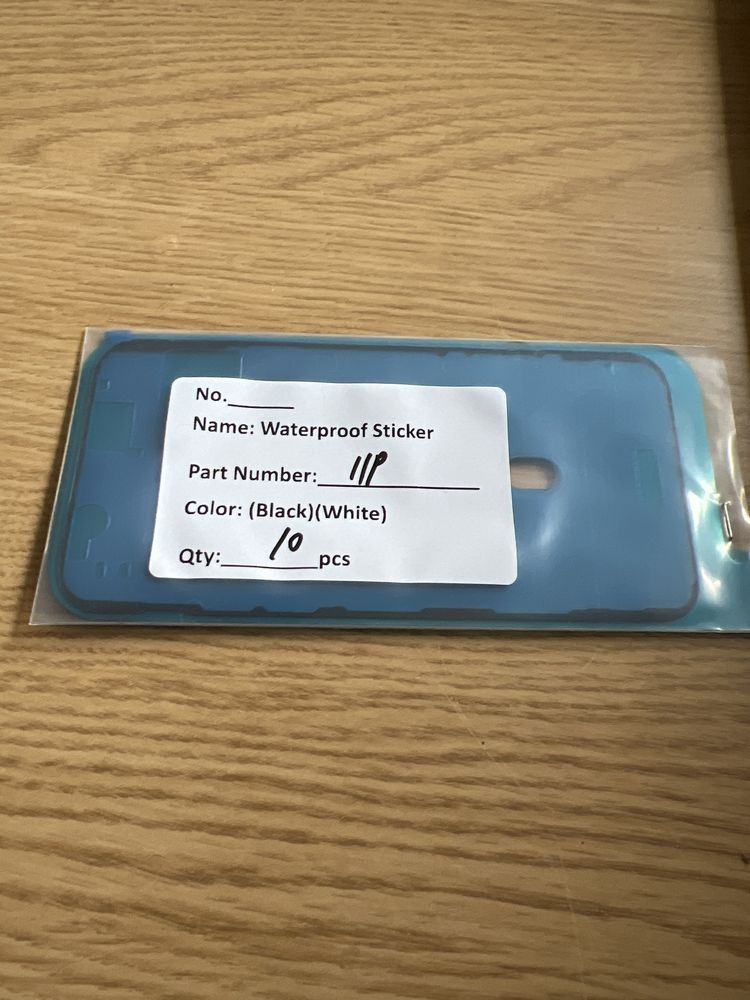 No.______
Name: Waterproof Sticker
Part Number: 11P
Color: (Black)(White)
Qty: 10 pcs